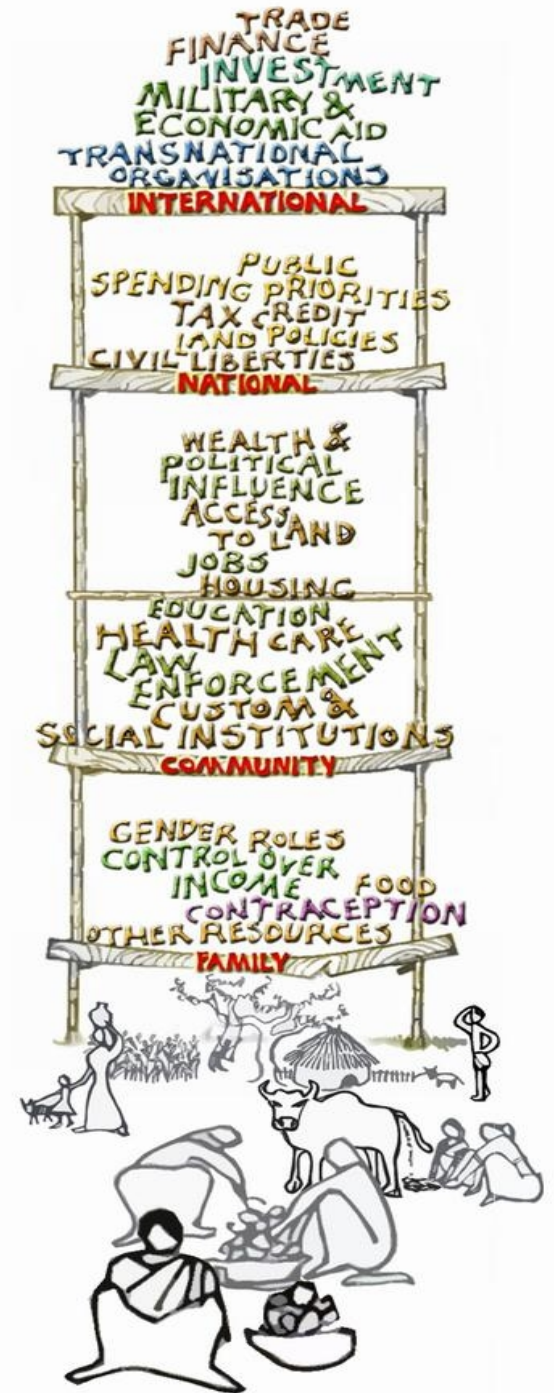 TRADE
FINANCE
INVESTMENT
MILITARY &
ECONOMIC AID
TRANSNATIONAL
ORGANISATIONS
INTERNATIONAL
PUBLIC
SPENDING PRIORITIES
TAX CREDIT
LAND POLICIES
CIVIL LIBERTIES
NATIONAL
WEALTH &
POLITICAL
INFLUENCE
ACCESS
TO LAND
JOBS
HOUSING
EDUCATION
HEALTH CARE
LAW
ENFORCEMENT
CUSTOM &
SOCIAL INSTITUTIONS
COMMUNITY
GENDER ROLES
CONTROL OVER
INCOME FOOD
CONTRACEPTION
OTHER RESOURCES
FAMILY